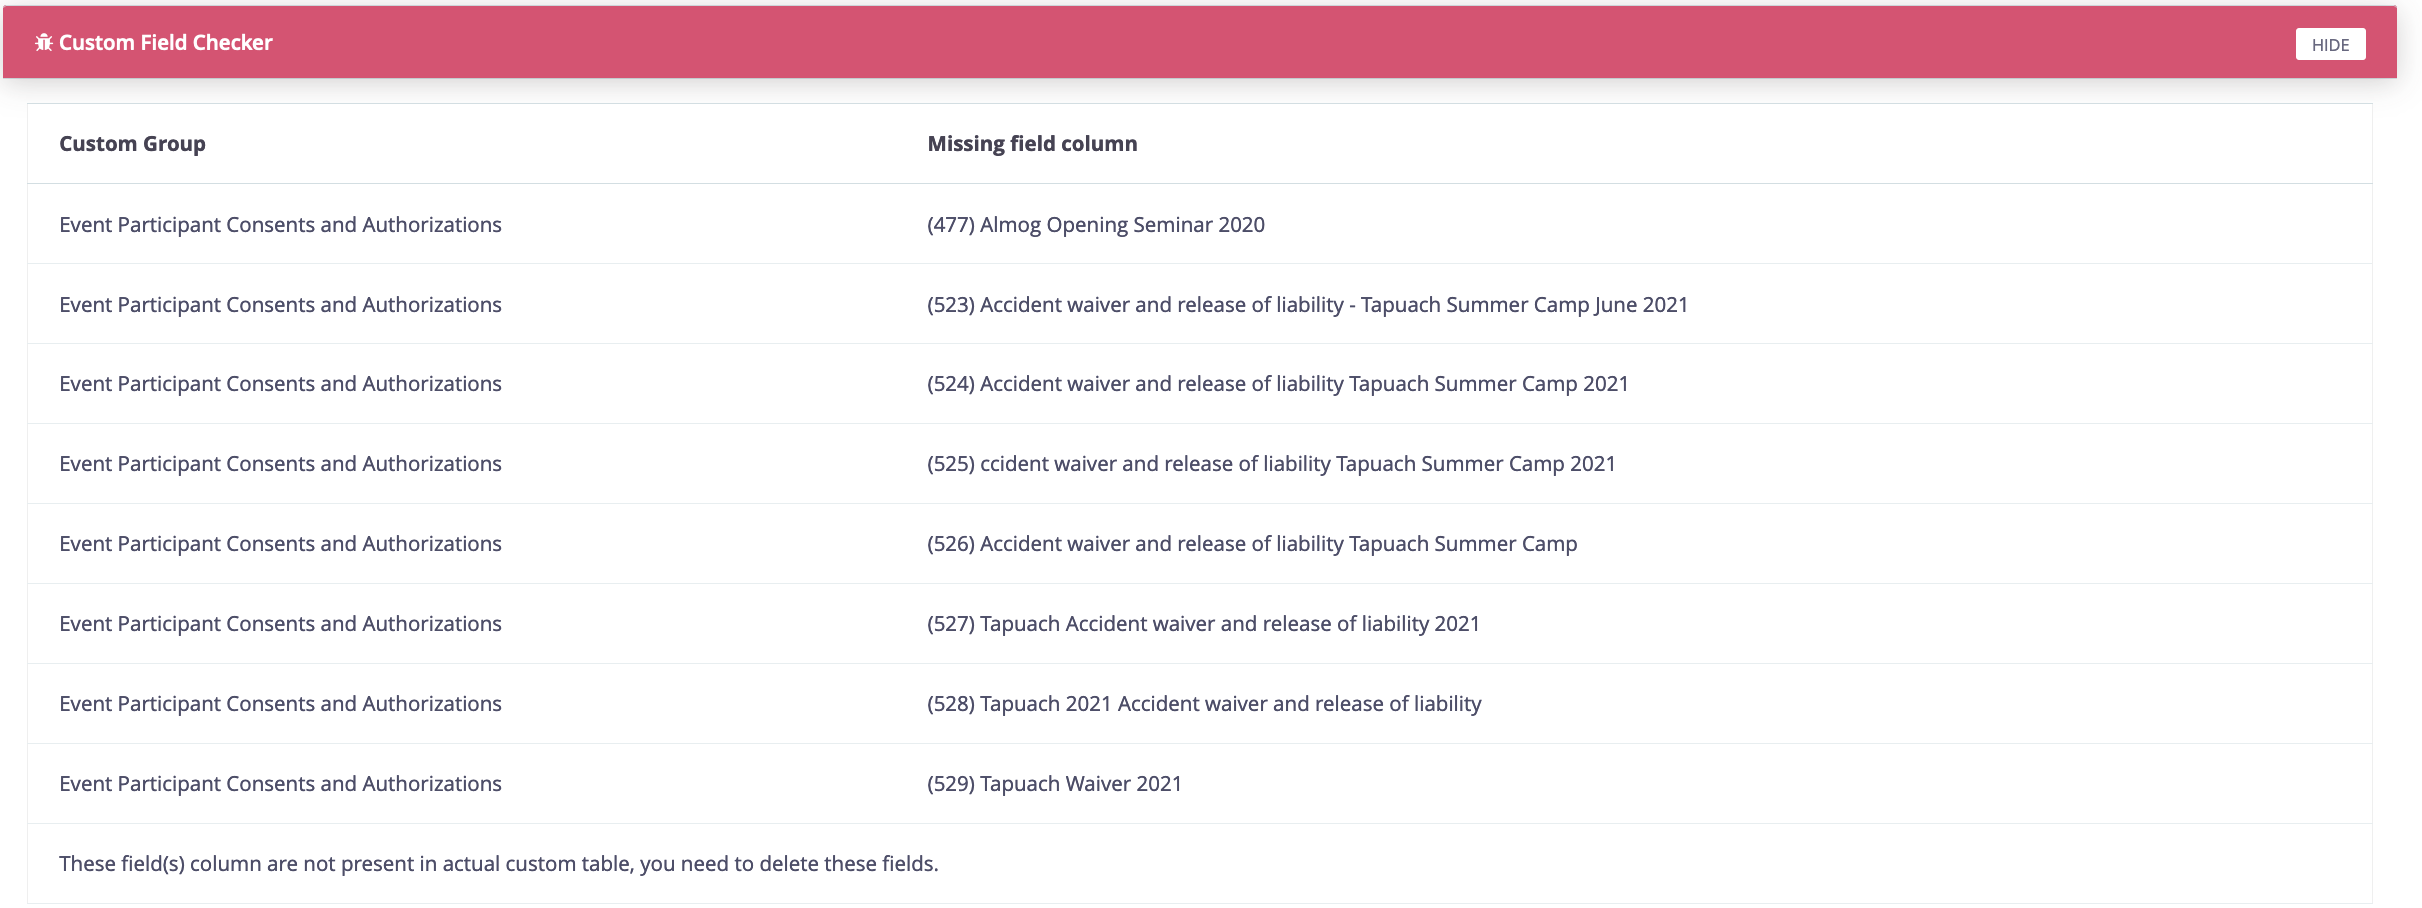 Custom Field Checker
HIDE
Custom Group Missing field column
Event Participant Consents and Authorizations (477) Almog Opening Seminar 2020
Event Participant Consents and Authorizations (523) Accident waiver and release of liability - Tapuach Summer Camp June 2021
Event Participant Consents and Authorizations (524) Accident waiver and release of liability Tapuach Summer Camp 2021
Event Participant Consents and Authorizations (525) ccident waiver and release of liability Tapuach Summer Camp 2021
Event Participant Consents and Authorizations (526) Accident waiver and release of liability Tapuach Summer Camp
Event Participant Consents and Authorizations (527) Tapuach Accident waiver and release of liability 2021
Event Participant Consents and Authorizations (528) Tapuach 2021 Accident waiver and release of liability
Event Participant Consents and Authorizations (529) Tapuach Waiver 2021
These field(s) column are not present in actual custom table, you need to delete these fields.